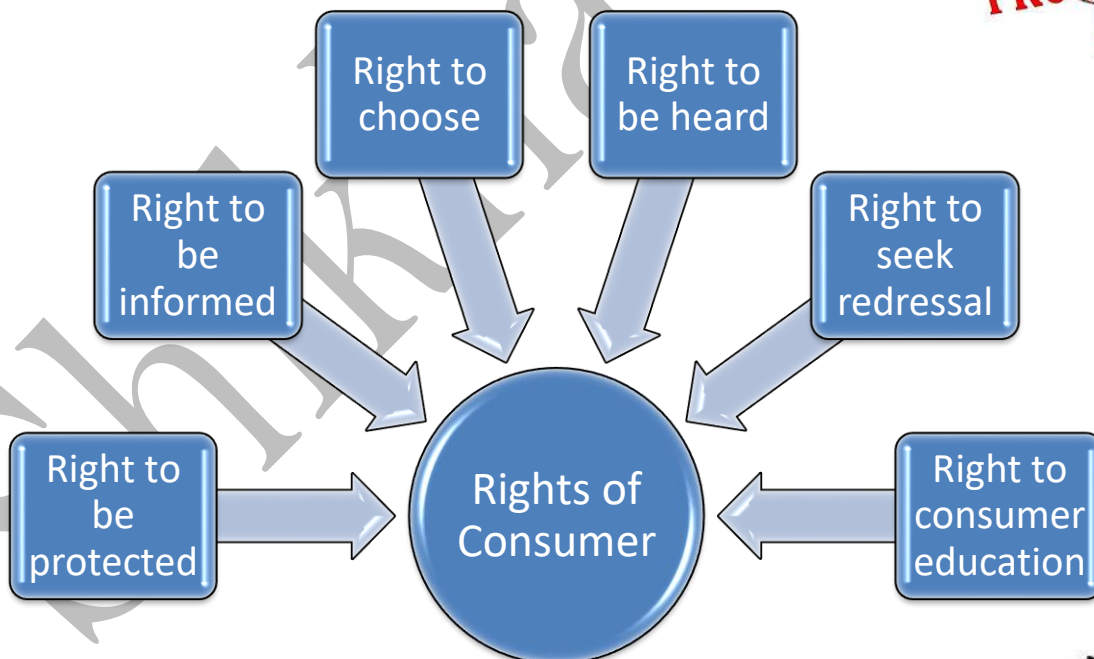 Right to
choose
Right to
be heard
Right to
be
informed
Right to
seek
redressal
Right to
be
protected
Rights of
Consumer
Right to
consumer
education